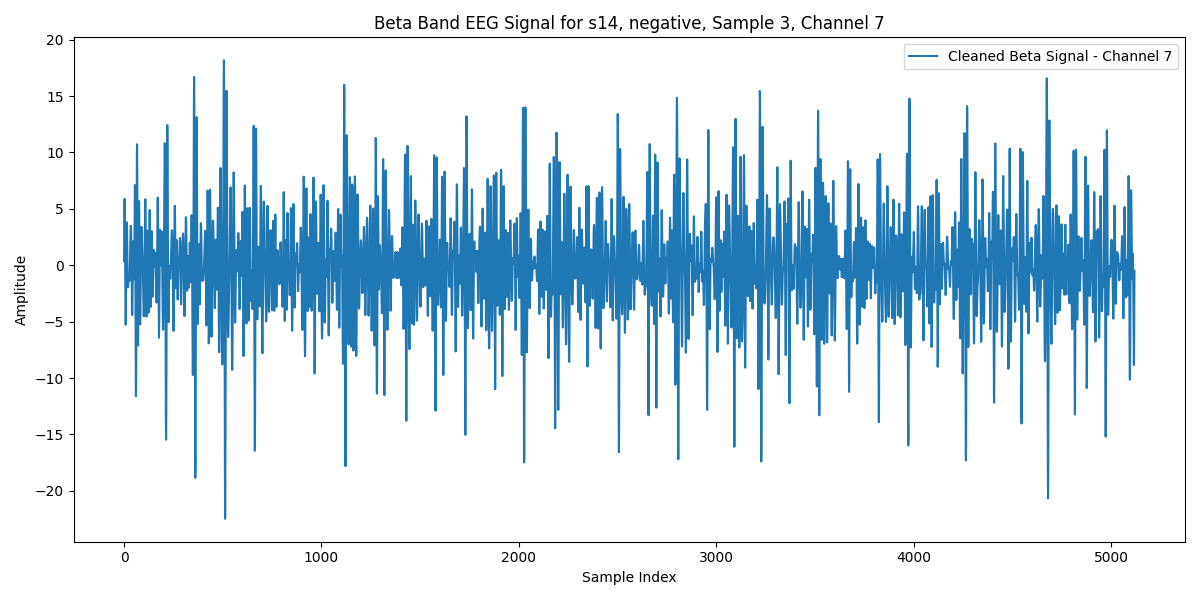 Beta Band EEG Signal for s14, negative, Sample 3, Channel 7
Cleaned Beta Signal - Channel 7
Amplitude
20
15
10
5
0
−5
−10
−15
−20
0 1000 2000 3000 4000 5000
Sample Index